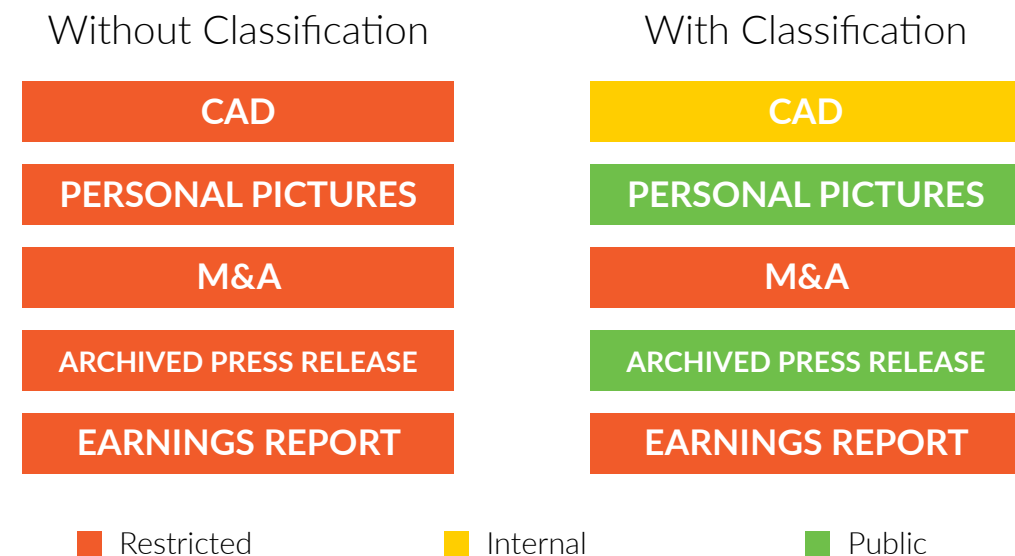 Without Classification
With Classification
CAD
CAD
PERSONAL PICTURES
PERSONAL PICTURES
M&A
M&A
ARCHIVED PRESS RELEASE
ARCHIVED PRESS RELEASE
EARNINGS REPORT
EARNINGS REPORT
Restricted
Internal
Public